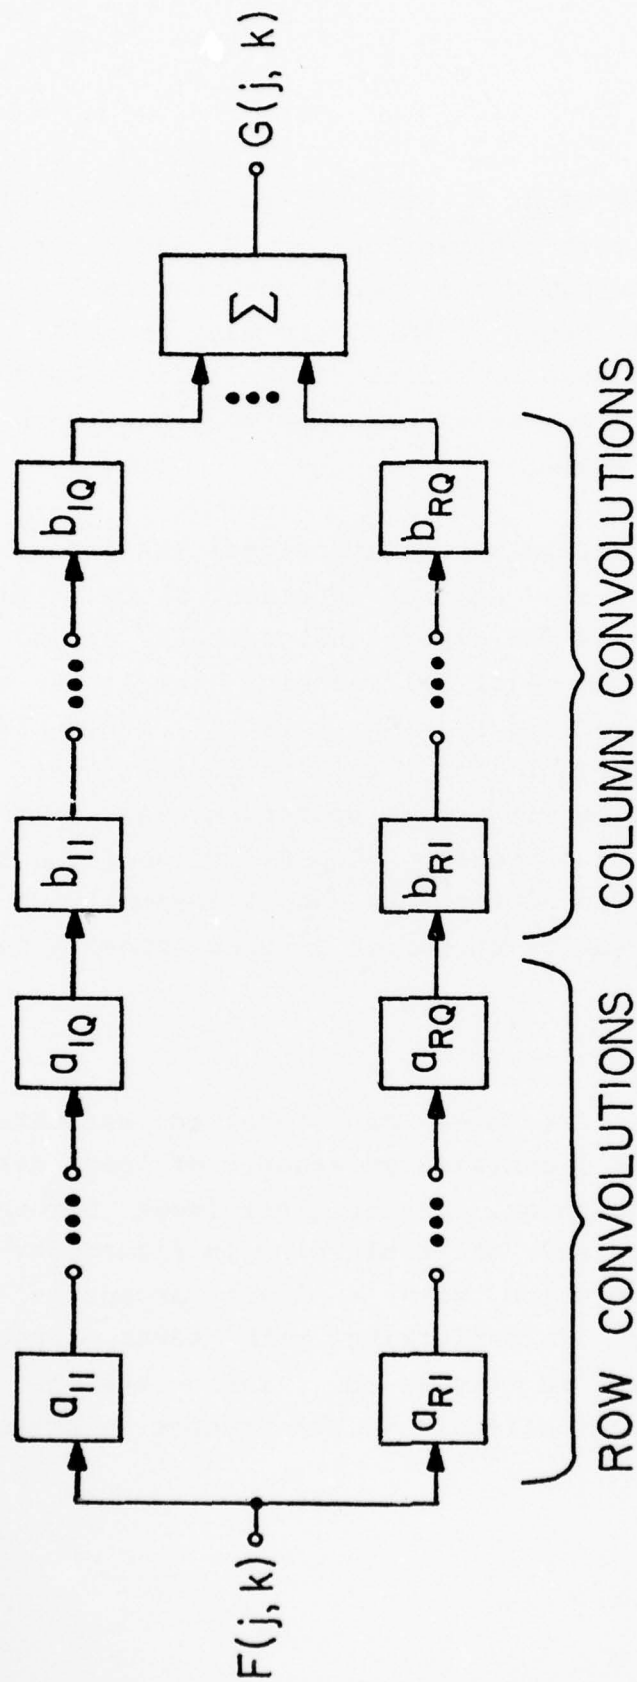 F(j, k)
a11 ••• a1Q b11 ••• b1Q
Σ G(j, k)
•••
aR1 ••• aRQ bR1 ••• bRQ
ROW CONVOLUTIONS COLUMN CONVOLUTIONS